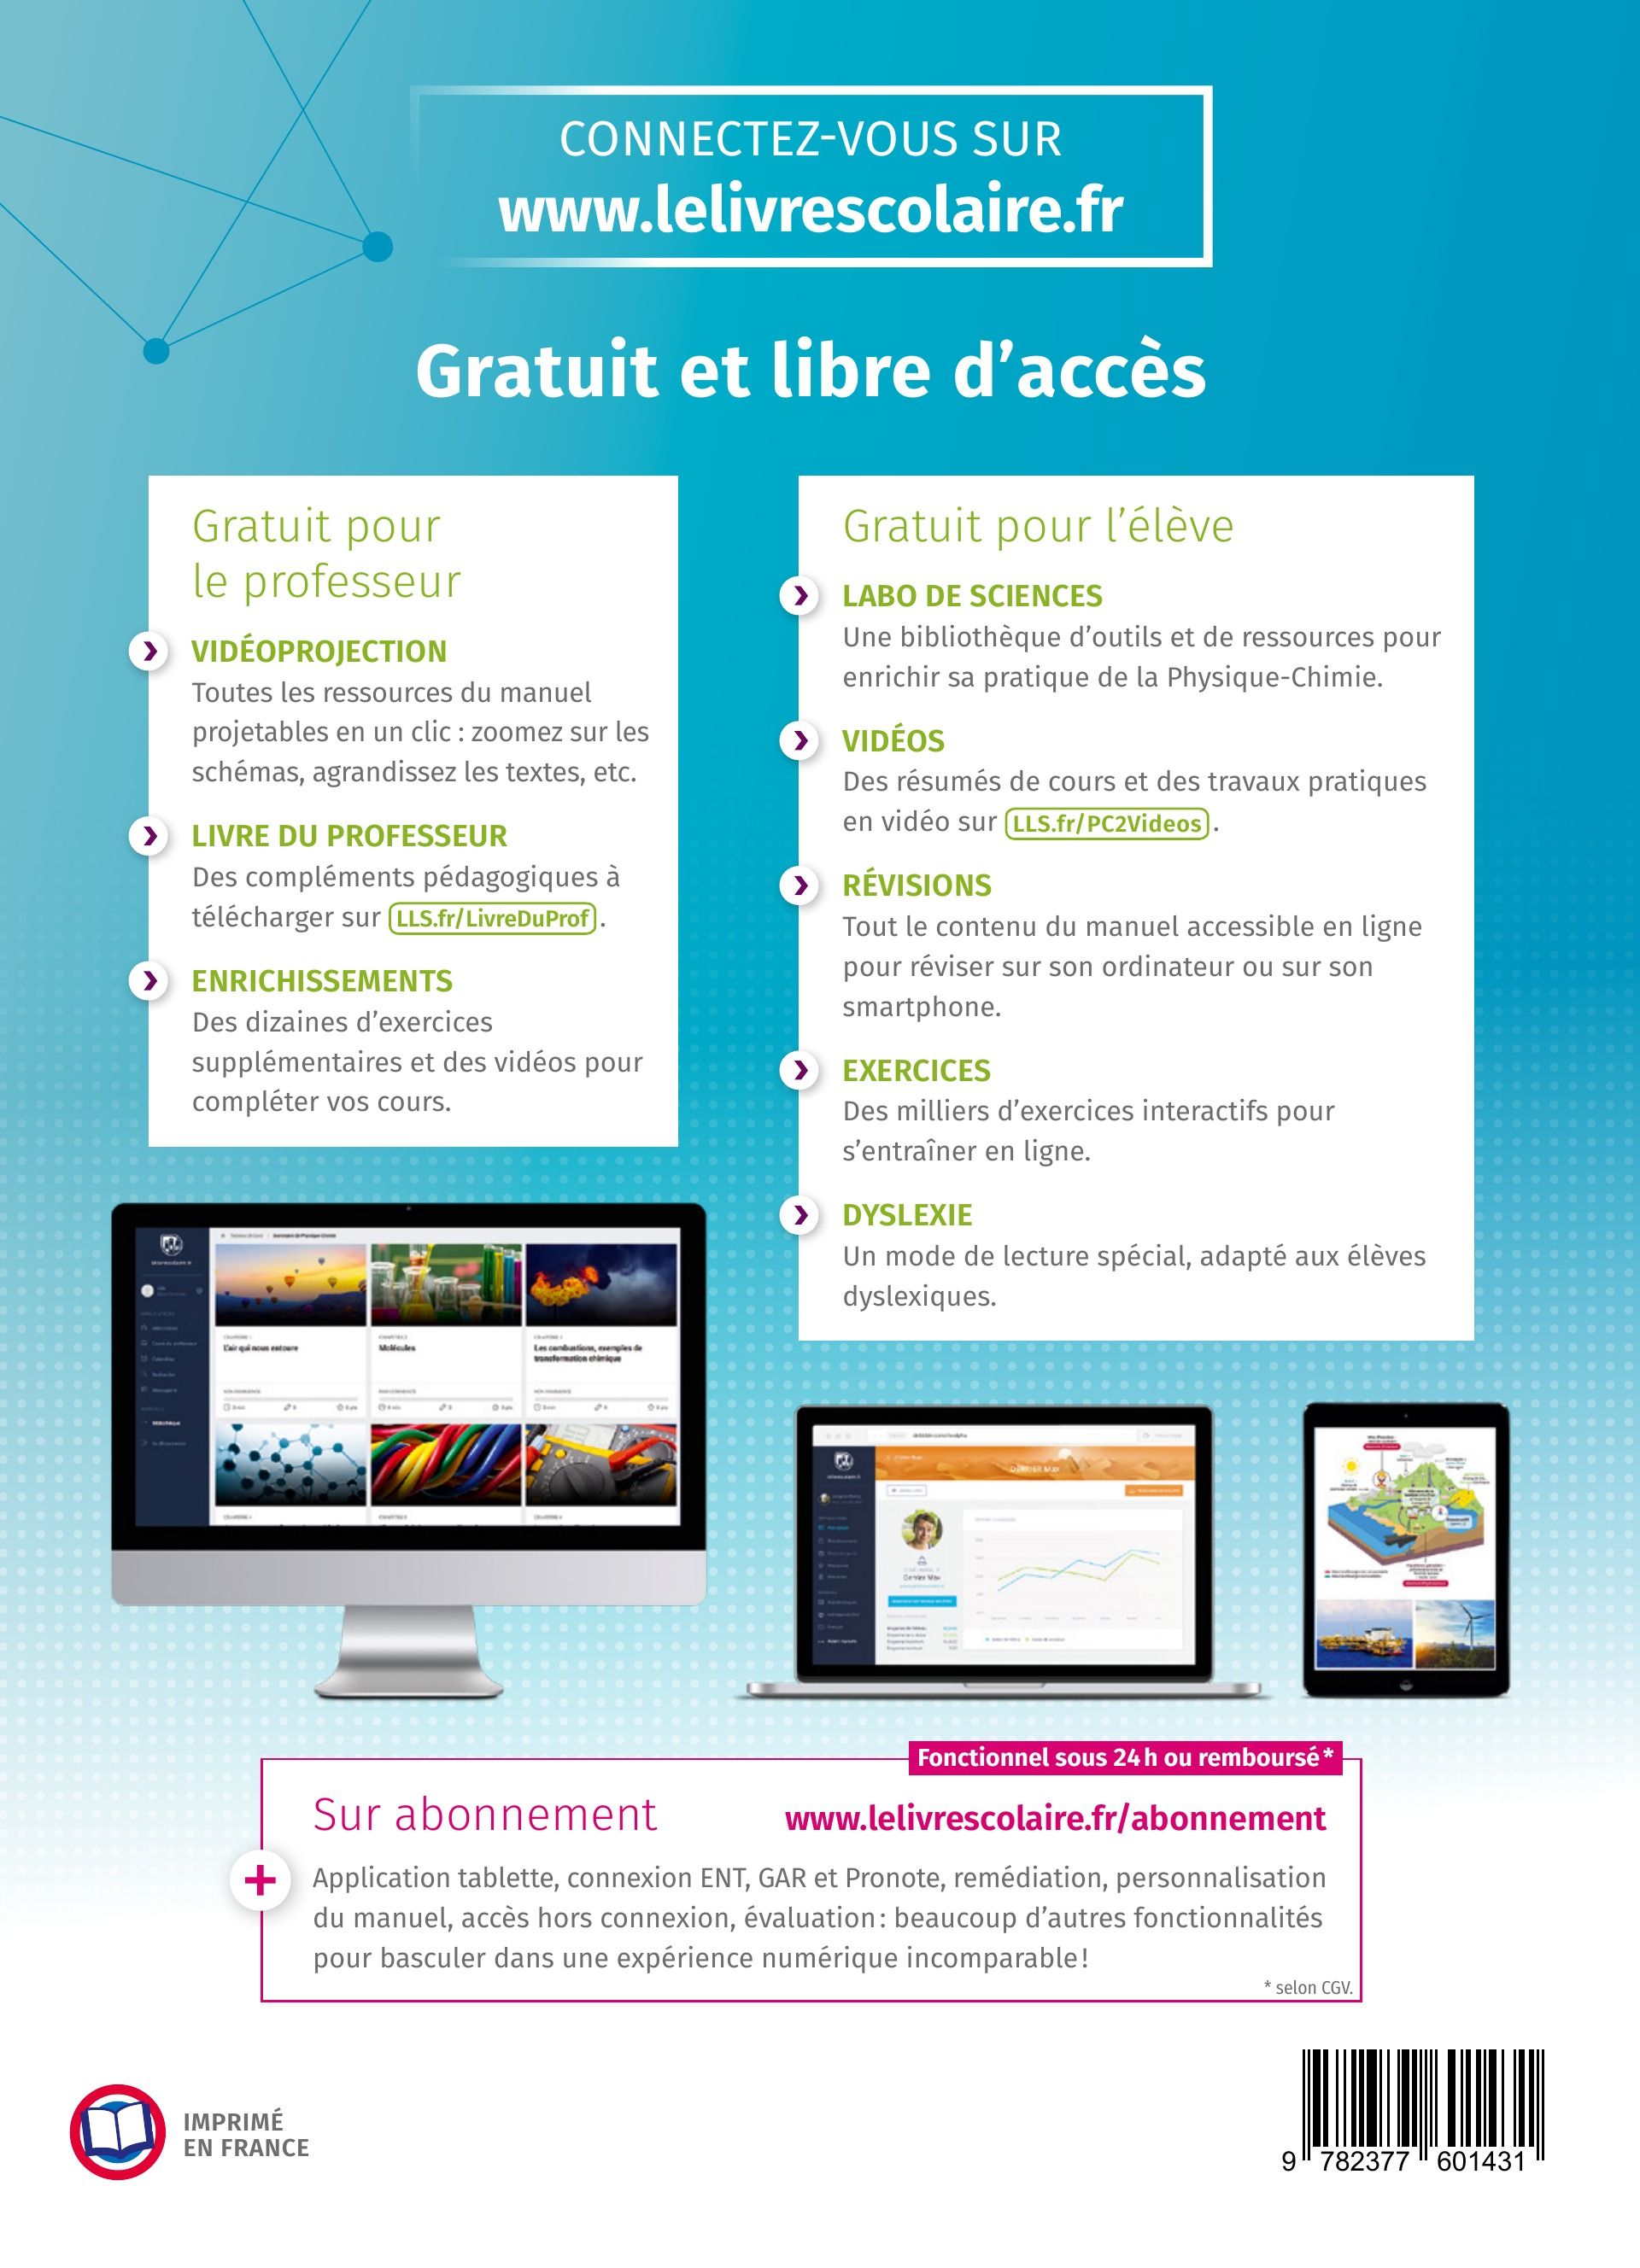 CONNECTEZ-VOUS SUR
www.lelivrescolaire.fr
Gratuit et libre d’accès
Gratuit pour
le professeur
VIDÉOPROJECTION
Toutes les ressources du manuel
projetables en un clic : zoomez sur les
schémas, agrandissez les textes, etc.
LIVRE DU PROFESSEUR
Des compléments pédagogiques à
télécharger sur LLS.fr/LivreDuProf.
ENRICHISSEMENTS
Des dizaines d’exercices
supplémentaires et des vidéos pour
compléter vos cours.
Gratuit pour l’élève
LABO DE SCIENCES
Une bibliothèque d’outils et de ressources pour
enrichir sa pratique de la Physique-Chimie.
VIDÉOS
Des résumés de cours et des travaux pratiques
en vidéo sur LLS.fr/PC2Videos.
RÉVISIONS
Tout le contenu du manuel accessible en ligne
pour réviser sur son ordinateur ou sur son
smartphone.
EXERCICES
Des milliers d’exercices interactifs pour
s’entraîner en ligne.
DYSLEXIE
Un mode de lecture spécial, adapté aux élèves
dyslexiques.
L'air qui nous entoure
Molécules
Les combustions, exemples de
transformation chimique
DERNIER Max
Dernier Max
Fonctionnel sous 24 h ou remboursé*
Sur abonnement
www.lelivrescolaire.fr/abonnement
Application tablette, connexion ENT, GAR et Pronote, remédiation, personnalisation
du manuel, accès hors connexion, évaluation : beaucoup d’autres fonctionnalités
pour basculer dans une expérience numérique incomparable !
* selon CGV.
IMPRIMÉ
EN FRANCE
9 782377 601431